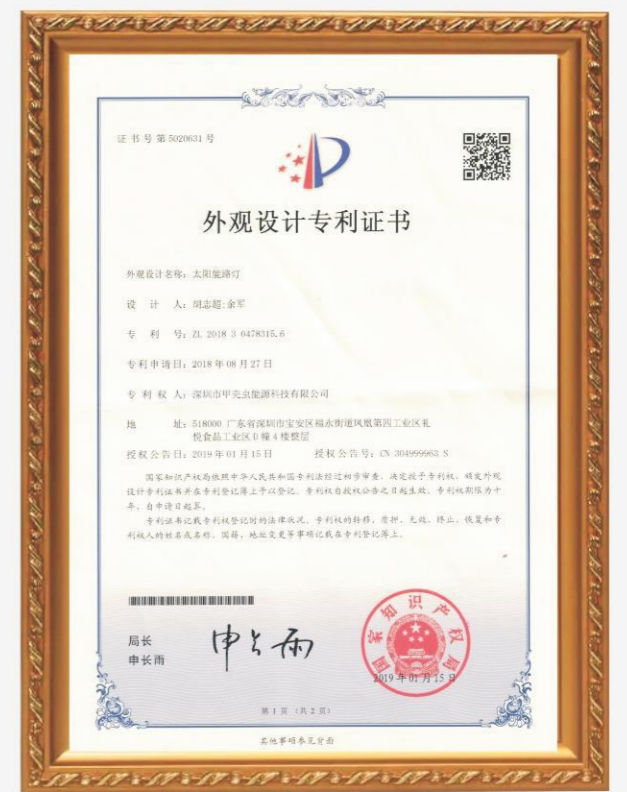 证书号第5020631号
外观设计专利证书
外观设计名称：太阳能路灯
设 计 人：胡志超;余军
专 利 号：ZL 2018 3 0478315.6
专利申请日：2018年08月27日
专 利 权 人：深圳市甲壳虫能源科技有限公司
地 址：518000 广东省深圳市宝安区福永街道凤凰第四工业区礼
悦食品工业区D幢4楼整层
授权公告日：2019年01月15日 授权公告号：CN 304999963 S
国家知识产权局依照中华人民共和国专利法经过初步审查，决定授予专利权，颁发外观
设计专利证书并在专利登记簿上予以登记。专利权自授权公告之日起生效。专利权期限为十
年，自申请日起算。
专利证书记载专利权登记时的法律状况。专利权的转移、质押、无效、终止、恢复和专
利权人的姓名或名称、国籍、地址变更等事项记载在专利登记簿上。
局长
申长雨
申长雨
国家知识产权局
2019年01月15日
第 1 页 （共 2 页）
其他事项参见背面